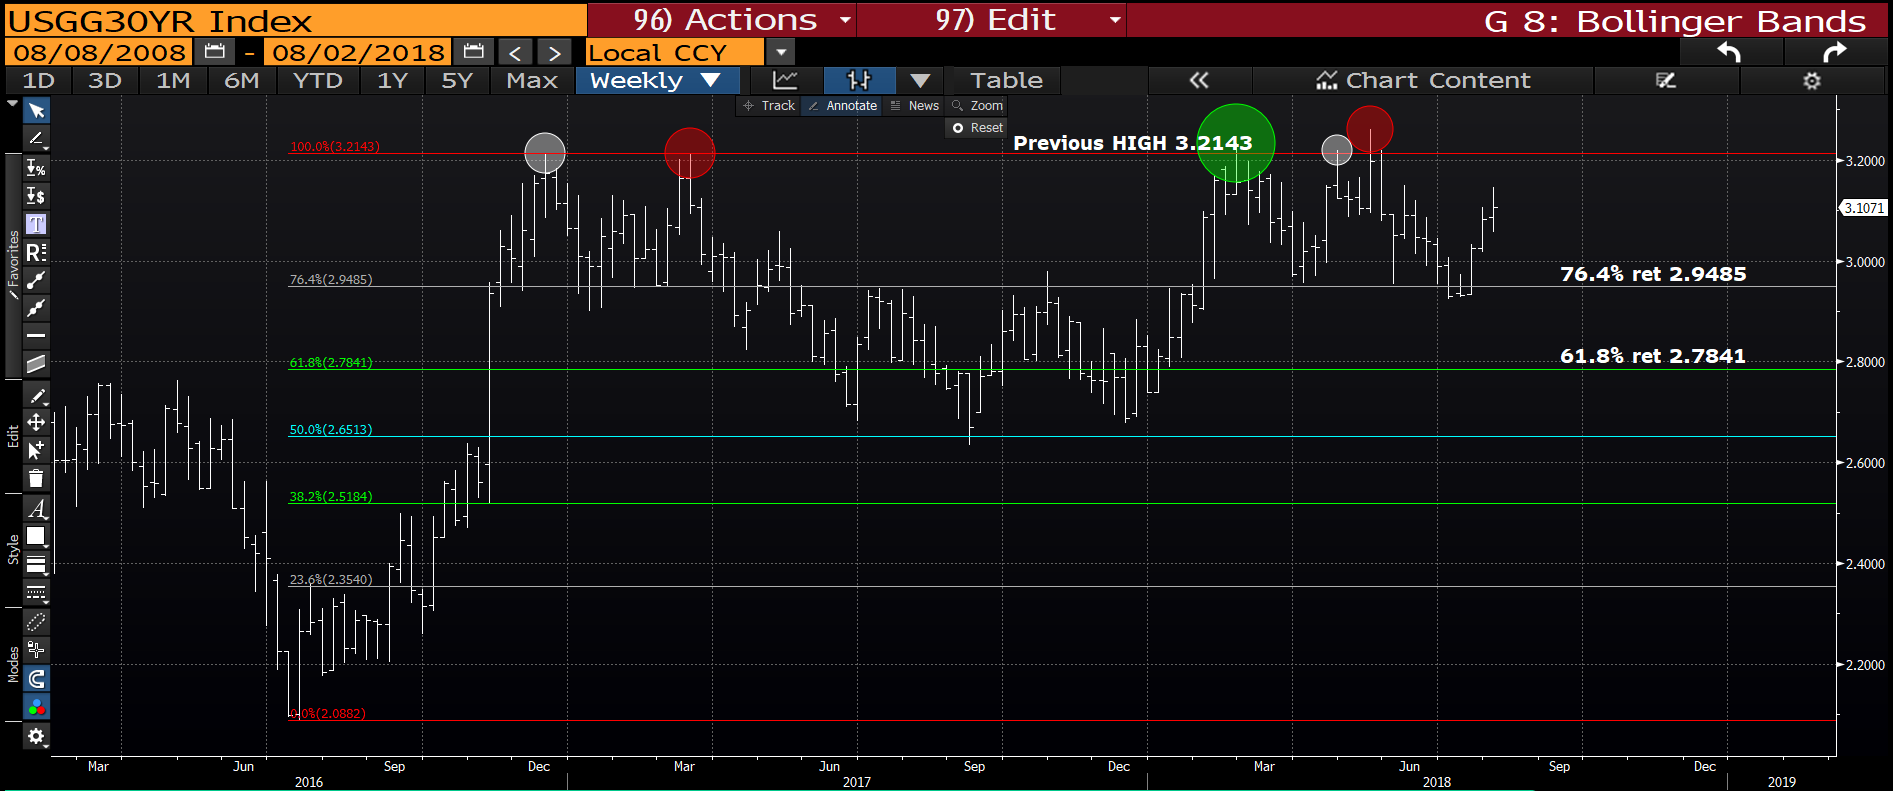 USGG30YR Index 96) Actions 97) Edit G 8: Bollinger Bands
08/08/2008 - 08/02/2018 < > Local CCY
1D 3D 1M 6M YTD 1Y 5Y Max Weekly Table Chart Content
Track Annotate News Zoom
Reset
Previous HIGH 3.2143
100.0%(3.2143)
3.2000
3.1071
3.0000
76.4%(2.9485)
76.4% ret 2.9485
61.8%(2.7841)
61.8% ret 2.7841
2.8000
50.0%(2.6513)
2.6000
38.2%(2.5184)
2.4000
23.6%(2.3540)
2.2000
0.0%(2.0882)
Favorites
%
$
T
R
Edit
A
Style
Modes
Mar Jun Sep Dec Mar Jun Sep Dec Mar Jun Sep Dec
2016 2017 2018 2019